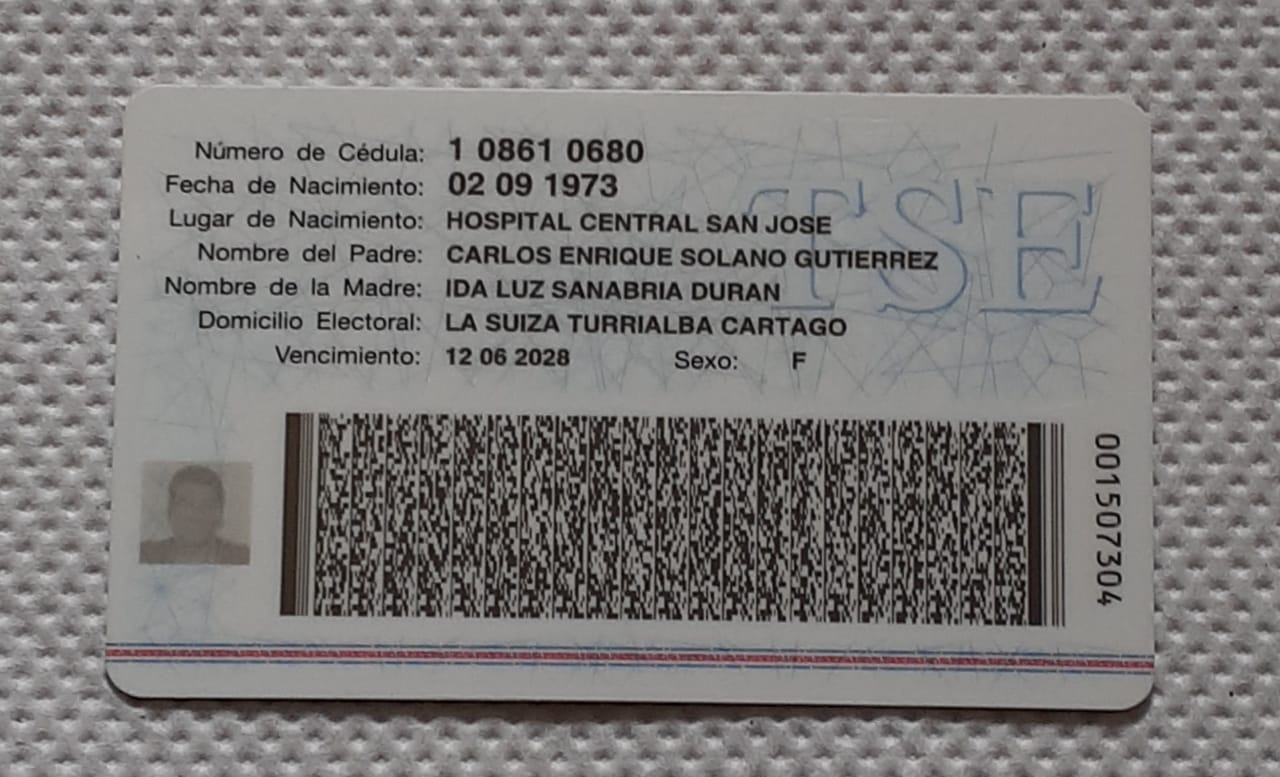 Número de Cédula: 1 0861 0680
Fecha de Nacimiento: 02 09 1973
Lugar de Nacimiento: HOSPITAL CENTRAL SAN JOSE
Nombre del Padre: CARLOS ENRIQUE SOLANO GUTIERREZ
Nombre de la Madre: IDA LUZ SANABRIA DURAN
Domicilio Electoral: LA SUIZA TURRIALBA CARTAGO
Vencimiento: 12 06 2028 Sexo: F
TSE
001507304